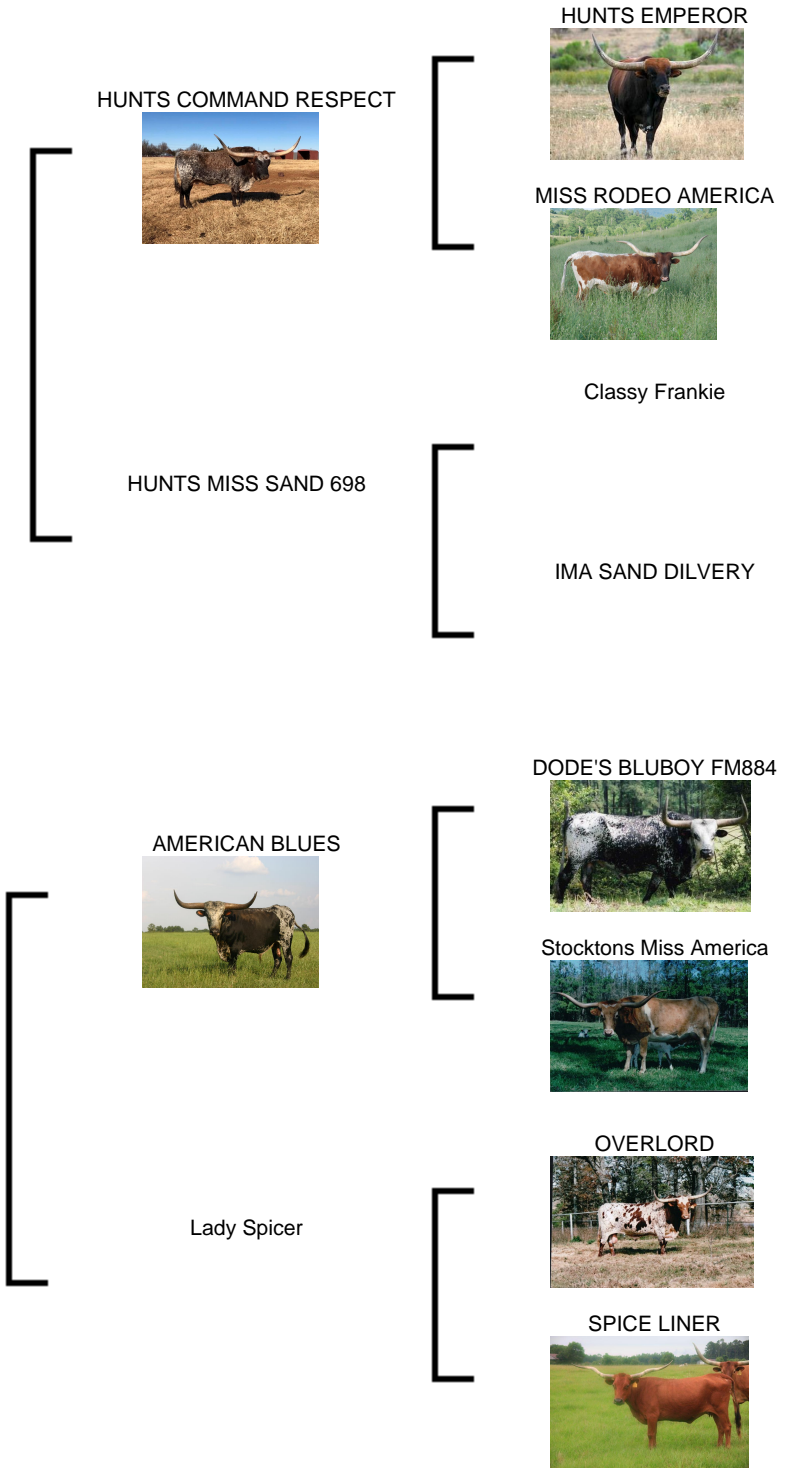 HUNTS EMPEROR
HUNTS COMMAND RESPECT
MISS RODEO AMERICA
Classy Frankie
HUNTS MISS SAND 698
IMA SAND DILVERY
DODE'S BLUBOY FM884
AMERICAN BLUES
Stocktons Miss America
OVERLORD
Lady Spicer
SPICE LINER